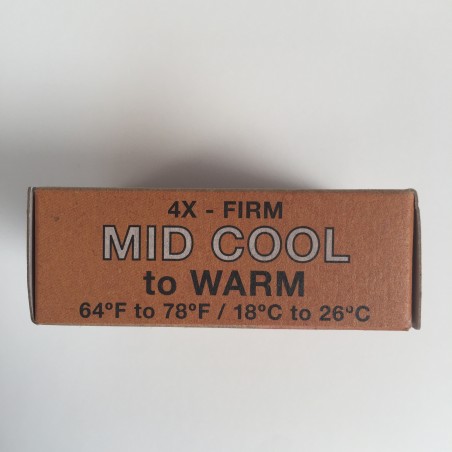 4X - FIRM
MID COOL
to WARM
64ºF to 78ºF / 18ºC to 26ºC